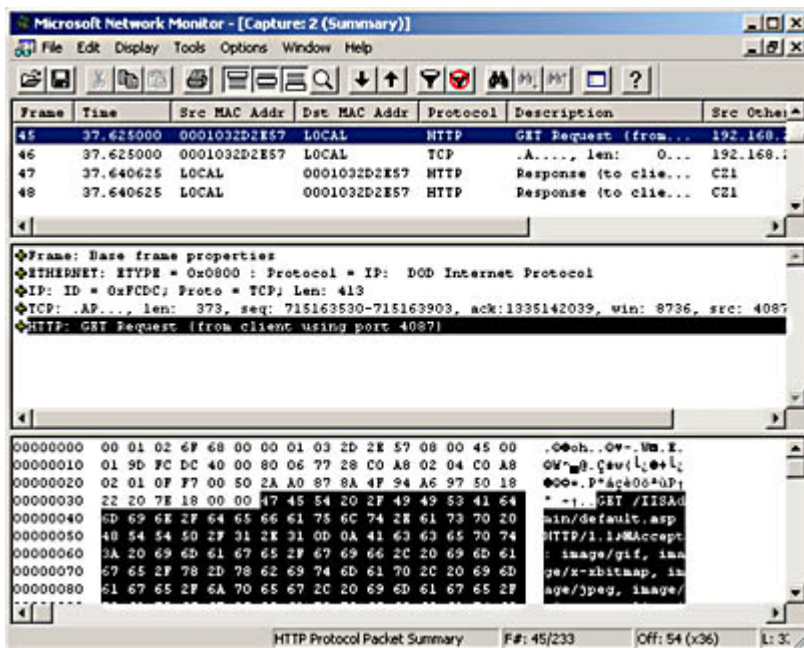 Microsoft Network Monitor - [Capture: 2 (Summary)]
File Edit Display Tools Options Window Help
Frame Time Src MAC Addr Dst MAC Addr Protocol Description Src Other
45 37.625000 0001032D2E57 LOCAL HTTP GET Request (from... 192.168.
46 37.625000 0001032D2E57 LOCAL TCP .A...., len: 0... 192.168.
47 37.640625 LOCAL 0001032D2E57 HTTP Response (to clie... CZ1
48 37.640625 LOCAL 0001032D2E57 HTTP Response (to clie... CZ1
Frame: Base frame properties
ETHERNET: ETYPE = 0x0800 : Protocol = IP: DOD Internet Protocol
IP: ID = 0xFCDC; Proto = TCP; Len: 413
TCP: .AP..., len: 373, seq: 715163530-715163903, ack:1335142039, win: 8736, src: 4087
HTTP: GET Request (from client using port 4087)
00000000 00 01 02 6F 68 00 00 01 03 2D 2E 57 08 00 45 00
00000010 01 9D FC DC 40 00 80 06 77 28 C0 A8 02 04 C0 A8
00000020 02 01 0F F7 00 50 2A A0 87 8A 4F 94 A6 97 50 18
00000030 22 20 7E 18 00 00 47 45 54 20 2F 49 49 53 41 64 GET /IISAd
00000040 6D 69 6E 2F 64 65 66 61 75 6C 74 2E 61 73 70 20 min/default.asp
00000050 48 54 54 50 2F 31 2E 31 0D 0A 41 63 63 65 70 74 HTTP/1.1 Accept
00000060 3A 20 69 6D 61 67 65 2F 67 69 66 2C 20 69 6D 61 : image/gif, ima
00000070 67 65 2F 78 2D 78 62 69 74 6D 61 70 2C 20 69 6D ge/x-xbitmap, im
00000080 61 67 65 2F 6A 70 65 67 2C 20 69 6D 61 67 65 2F age/jpeg, image/
HTTP Protocol Packet Summary F#: 45/233 Off: 54 (x36) L: 3